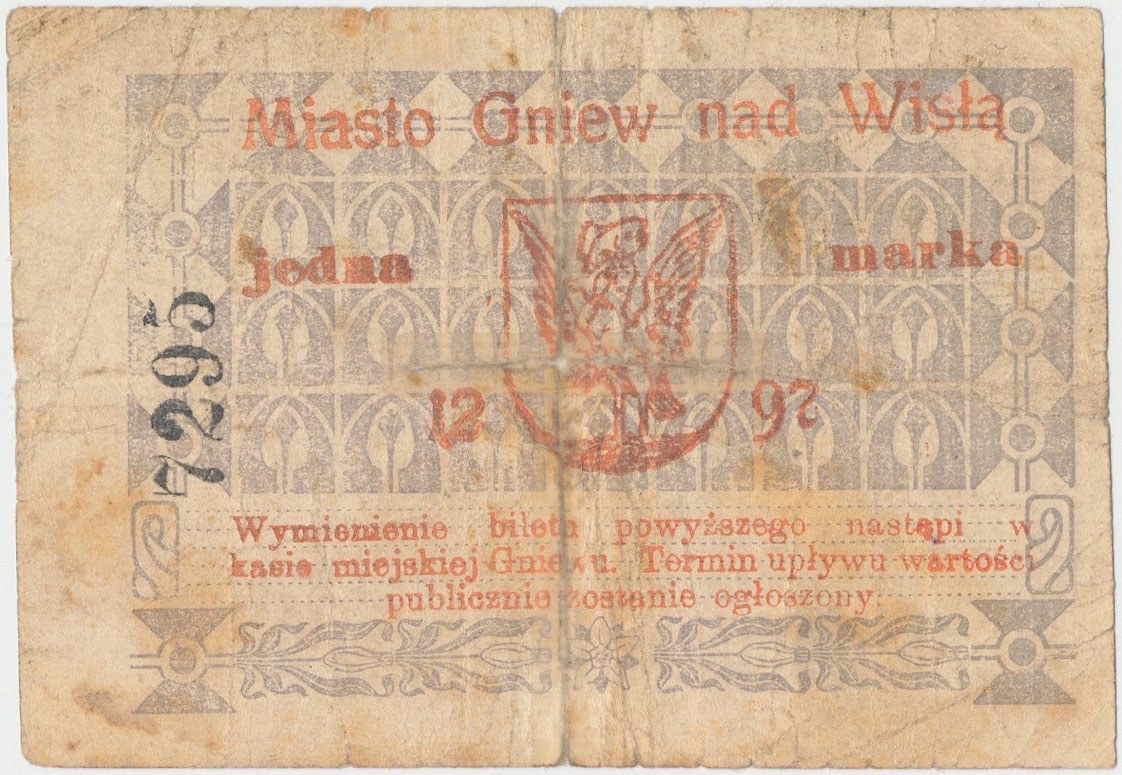 Miasto Gniew nad Wisłą
jedna marka
7295
12 97
Wymienienie biletu powyższego nastąpi w
kasie miejskiej Gniewu. Termin upływu wartości
publicznie zostanie ogłoszony.